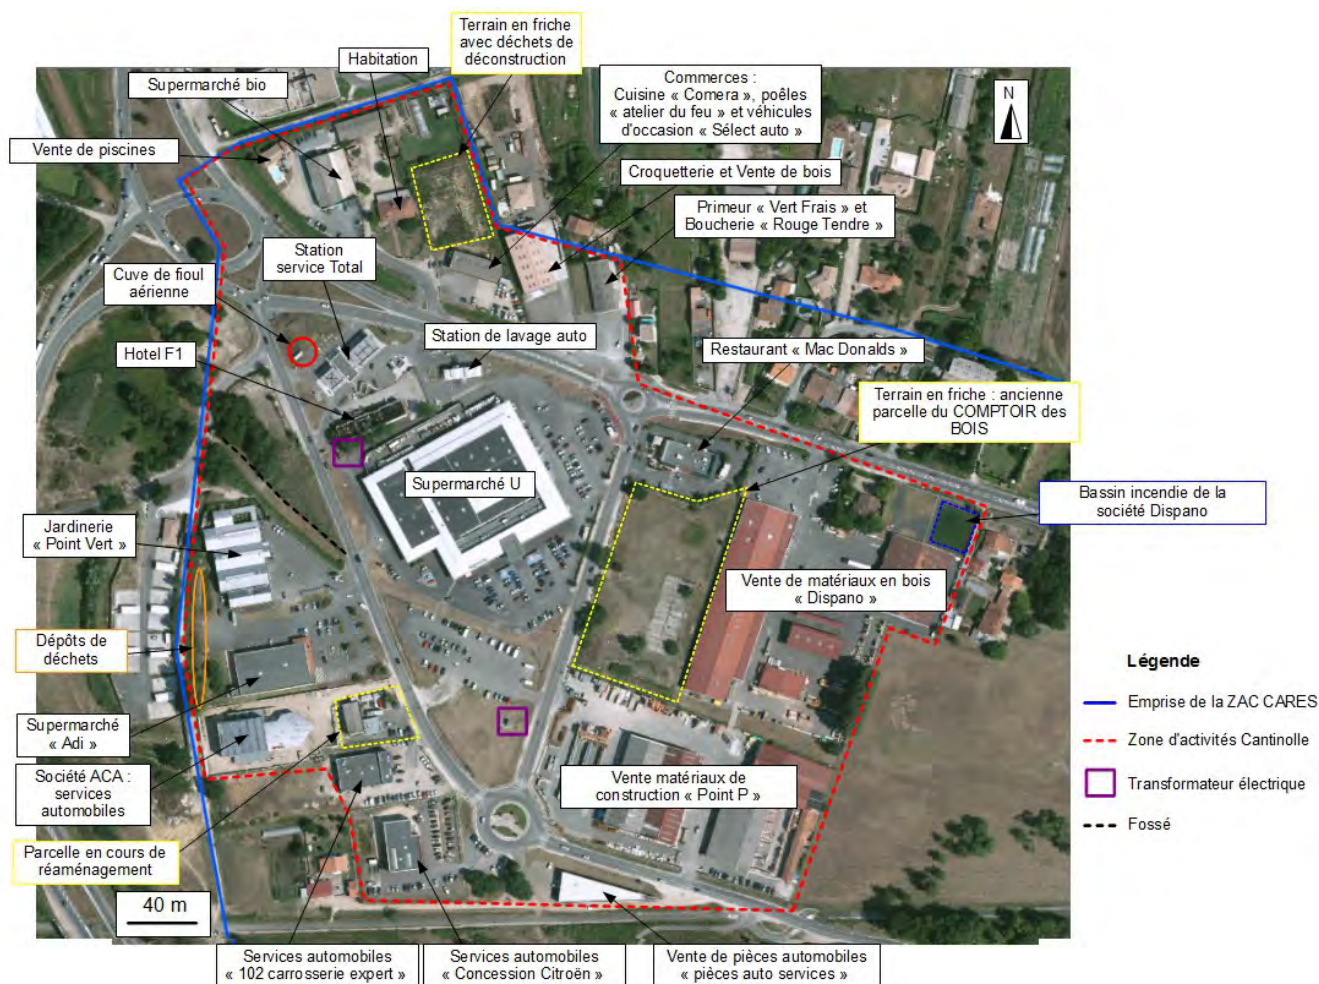 Terrain en friche
avec déchets de
déconstruction
Habitation
Commerces :
Cuisine « Comera », poêles
« atelier du feu » et véhicules
d'occasion « Sélect auto »
Supermarché bio
N
Vente de piscines
Croquetterie et Vente de bois
Primeur « Vert Frais » et
Boucherie « Rouge Tendre »
Station
service Total
Cuve de fioul
aérienne
Station de lavage auto
Restaurant « Mac Donalds »
Hotel F1
Terrain en friche : ancienne
parcelle du COMPTOIR des
BOIS
Supermarché U
Bassin incendie de la
société Dispano
Jardinerie
« Point Vert »
Vente de matériaux en bois
« Dispano »
Dépôts de
déchets
Supermarché
« Adi »
Société ACA :
services
automobiles
Vente matériaux de
construction « Point P »
Parcelle en cours de
réaménagement
40 m
Services automobiles
« 102 carrosserie expert »
Services automobiles
« Concession Citroën »
Vente de pièces automobiles
« pièces auto services »
Légende
Emprise de la ZAC CARES
Zone d'activités Cantinolle
Transformateur électrique
Fossé